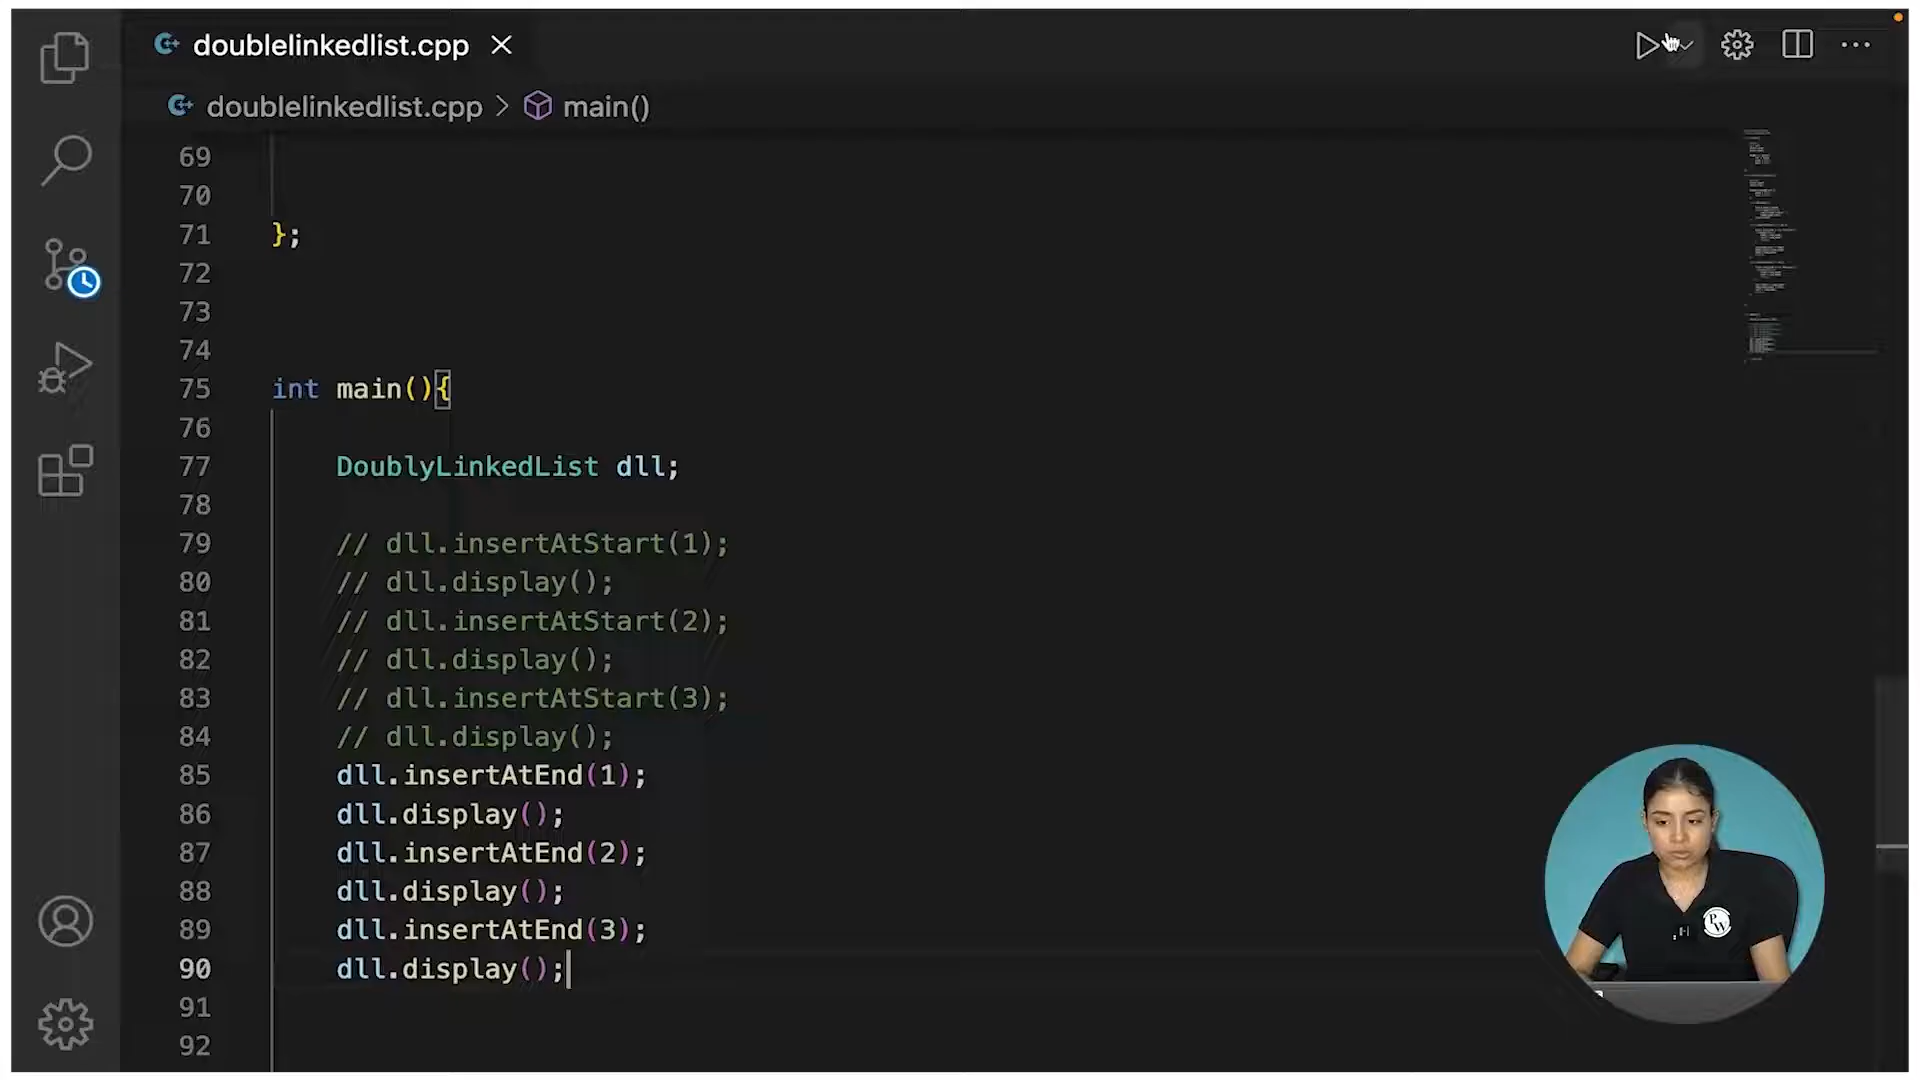 doublelinkedlist.cpp
doublelinkedlist.cpp > main()
69
70
71 };
72
73
74
75 int main(){
76
77 DoublyLinkedList dll;
78
79 // dll.insertAtStart(1);
80 // dll.display();
81 // dll.insertAtStart(2);
82 // dll.display();
83 // dll.insertAtStart(3);
84 // dll.display();
85 dll.insertAtEnd(1);
86 dll.display();
87 dll.insertAtEnd(2);
88 dll.display();
89 dll.insertAtEnd(3);
90 dll.display();
91
92
PW